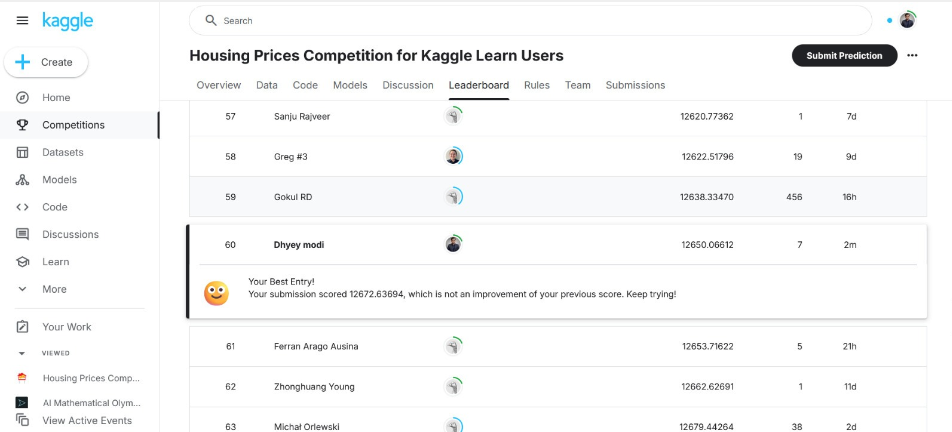 kaggle
Search
Create
Housing Prices Competition for Kaggle Learn Users
Submit Prediction
Overview Data Code Models Discussion Leaderboard Rules Team Submissions
Home
Competitions
Datasets
Models
Code
Discussions
Learn
More
Your Work
VIEWED
Housing Prices Comp...
AI Mathematical Olym...
View Active Events
57 Sanju Rajveer 12620.77362 1 7d
58 Greg #3 12622.51796 19 9d
59 Gokul RD 12638.33470 456 16h
60 Dhyey modi 12650.06612 7 2m
Your Best Entry!
Your submission scored 12672.63694, which is not an improvement of your previous score. Keep trying!
61 Ferran Arago Ausina 12653.71622 5 21h
62 Zhonghuang Young 12662.62691 1 11d
63 Michał Orlewski 12679.44264 38 2d